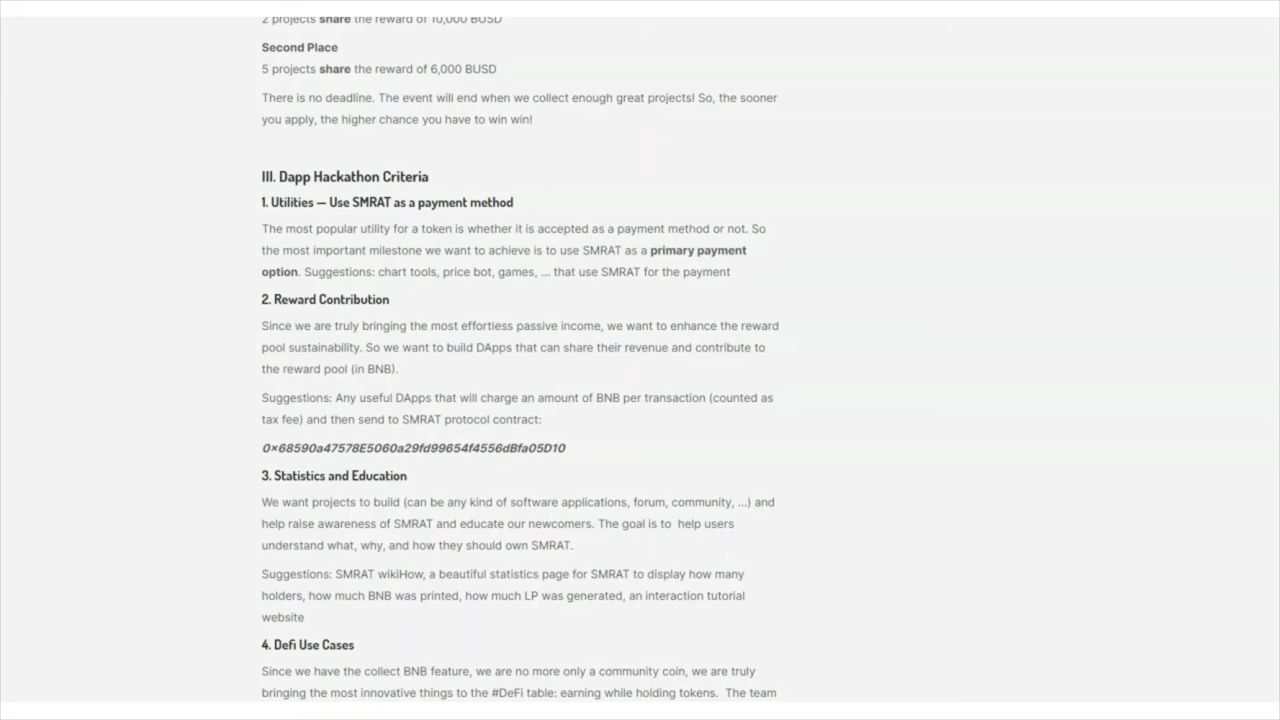 2 projects share the reward of 10,000 BUSD
Second Place
5 projects share the reward of 6,000 BUSD
There is no deadline. The event will end when we collect enough great projects! So, the sooner
you apply, the higher chance you have to win win!
III. Dapp Hackathon Criteria
1. Utilities — Use SMRAT as a payment method
The most popular utility for a token is whether it is accepted as a payment method or not. So
the most important milestone we want to achieve is to use SMRAT as a primary payment
option. Suggestions: chart tools, price bot, games, ... that use SMRAT for the payment
2. Reward Contribution
Since we are truly bringing the most effortless passive income, we want to enhance the reward
pool sustainability. So we want to build DApps that can share their revenue and contribute to
the reward pool (in BNB).
Suggestions: Any useful DApps that will charge an amount of BNB per transaction (counted as
tax fee) and then send to SMRAT protocol contract:
0×68590a47578E5060a29fd99654f4556dBfa05D10
3. Statistics and Education
We want projects to build (can be any kind of software applications, forum, community, ...) and
help raise awareness of SMRAT and educate our newcomers. The goal is to  help users
understand what, why, and how they should own SMRAT.
Suggestions: SMRAT wikiHow, a beautiful statistics page for SMRAT to display how many
holders, how much BNB was printed, how much LP was generated, an interaction tutorial
website
4. Defi Use Cases
Since we have the collect BNB feature, we are no more only a community coin, we are truly
bringing the most innovative things to the #DeFi table: earning while holding tokens.  The team